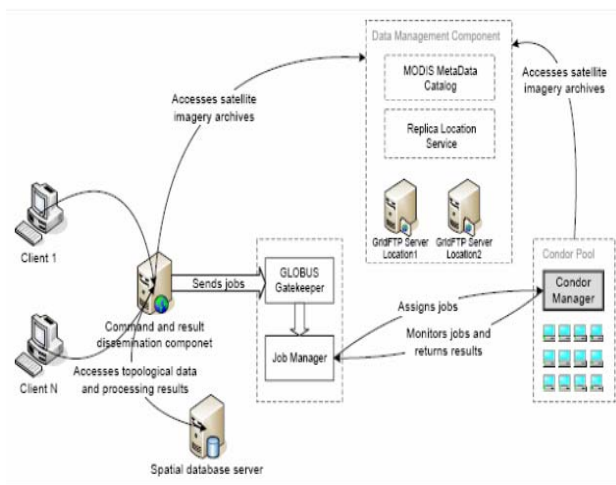 Data Management Component
MODIS MetaData
Catalog
Replica Location
Service
GridFTP Server
Location1
GridFTP Server
Location2
Accesses satellite
imagery archives
Accesses satellite
imagery archives
Client 1
Client N
Command and result
dissemination componet
Sends jobs
GLOBUS
Gatekeeper
Job Manager
Assigns jobs
Monitors jobs and
returns results
Condor Pool
Condor
Manager
Accesses topological data
and processing results
Spatial database server